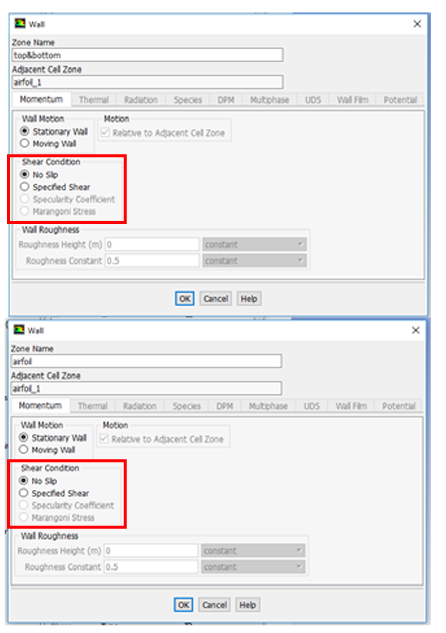 Wall
Zone Name
top&bottom
Adjacent Cell Zone
airfoil_1
Momentum Thermal Radiation Species DPM Multiphase UDS Wall Film Potential
Wall Motion Motion
Stationary Wall Relative to Adjacent Cell Zone
Moving Wall
Shear Condition
No Slip
Specified Shear
Specularity Coefficient
Marangoni Stress
Wall Roughness
Roughness Height (m) 0 constant
Roughness Constant 0.5 constant
OK Cancel Help
Wall
Zone Name
airfoil
Adjacent Cell Zone
airfoil_1
Momentum Thermal Radiation Species DPM Multiphase UDS Wall Film Potential
Wall Motion Motion
Stationary Wall Relative to Adjacent Cell Zone
Moving Wall
Shear Condition
No Slip
Specified Shear
Specularity Coefficient
Marangoni Stress
Wall Roughness
Roughness Height (m) 0 constant
Roughness Constant 0.5 constant
OK Cancel Help